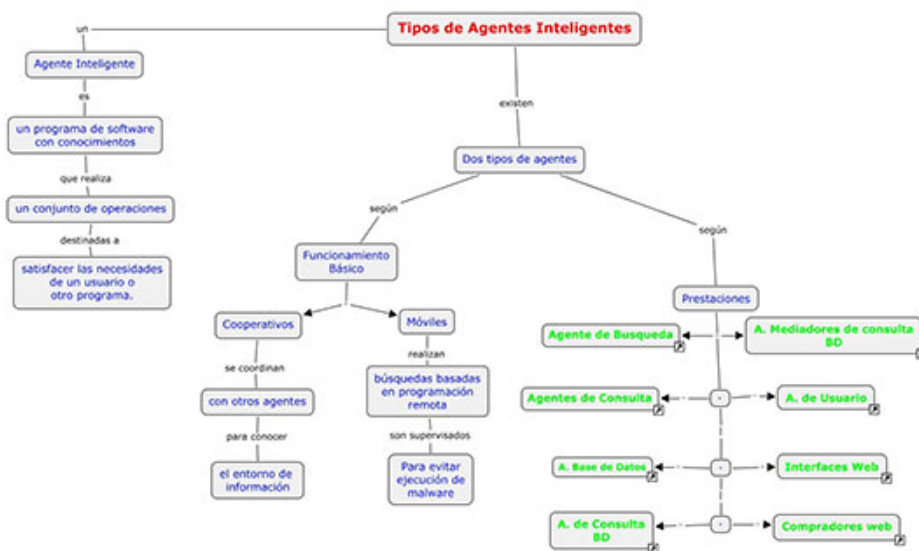 Tipos de Agentes Inteligentes
un
Agente Inteligente
es
un programa de software
con conocimientos
que realiza
un conjunto de operaciones
destinadas a
satisfacer las necesidades
de un usuario o
otro programa.
existen
Dos tipos de agentes
según
Funcionamiento
Básico
Cooperativos
se coordinan
con otros agentes
para conocer
el entorno de
información
Móviles
realizan
búsquedas basadas
en programación
remota
son supervisados
Para evitar
ejecución de
malware
según
Prestaciones
Agente de Busqueda
A. Mediadores de consulta
BD
Agentes de Consulta
A. de Usuario
A. Base de Datos
Interfaces Web
A. de Consulta
BD
Compradores web